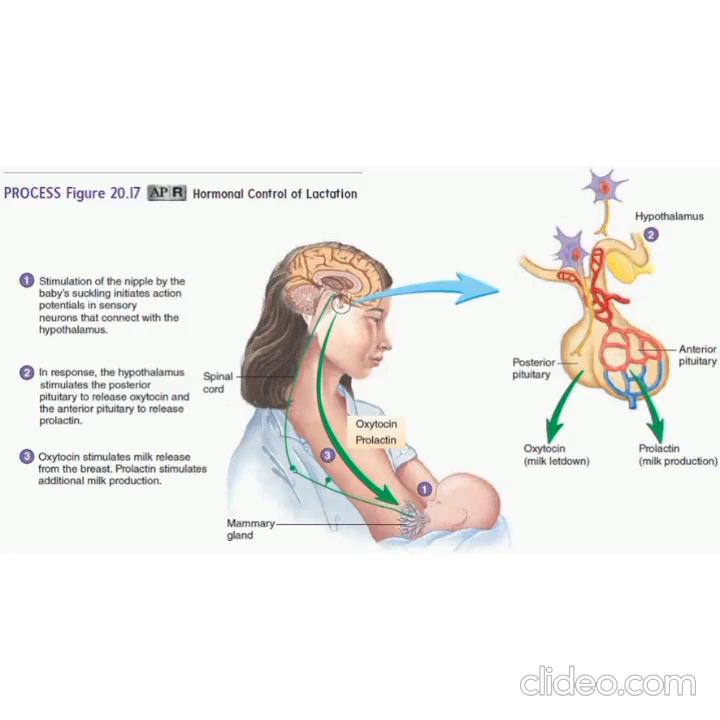 PROCESS Figure 20.17 AP|R Hormonal Control of Lactation
1 Stimulation of the nipple by the
baby's suckling initiates action
potentials in sensory
neurons that connect with the
hypothalamus.
2 In response, the hypothalamus
stimulates the posterior
pituitary to release oxytocin and
the anterior pituitary to release
prolactin.
3 Oxytocin stimulates milk release
from the breast. Prolactin stimulates
additional milk production.
Spinal
cord
Oxytocin
Prolactin
3
1
Mammary
gland
Hypothalamus
2
Anterior
pituitary
Posterior
pituitary
Oxytocin
(milk letdown)
Prolactin
(milk production)
clideo.com